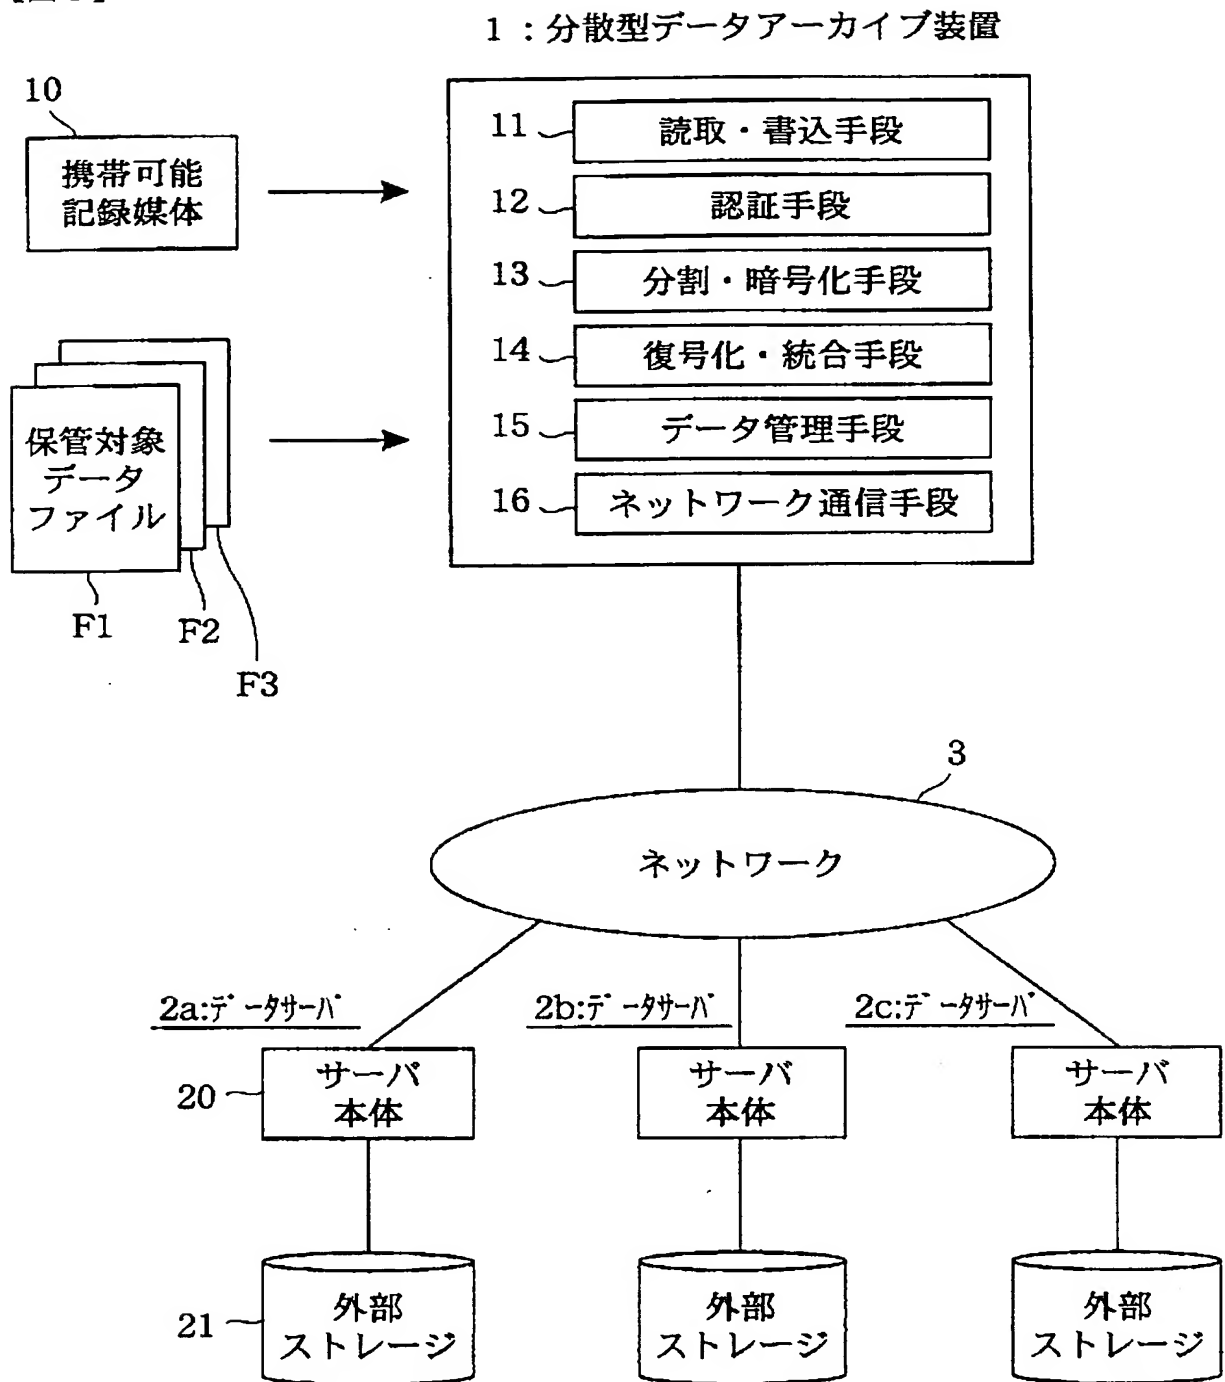 1：分散型データアーカイブ装置
10
携帯可能
記録媒体
11
読取・書込手段
12
認証手段
13
分割・暗号化手段
14
復号化・統合手段
15
データ管理手段
16
ネットワーク通信手段
保管対象
データ
ファイル
F1
F2
F3
3
ネットワーク
2a:ﾃﾞｰﾀｻｰﾊﾞ
2b:ﾃﾞｰﾀｻｰﾊﾞ
2c:ﾃﾞｰﾀｻｰﾊﾞ
20
サーバ
本体
サーバ
本体
サーバ
本体
21
外部
ストレージ
外部
ストレージ
外部
ストレージ